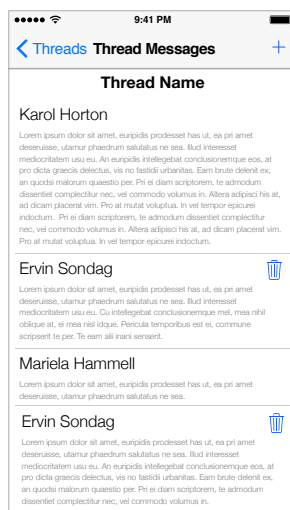 9:41 PM
Threads Thread Messages +
Thread Name
Karol Horton
Lorem ipsum dolor sit amet, euripidis prodesset has ut, ea pri amet
deseruisse, utamur phaedrum salutatus ne sea. Illud interesset
mediocritatem usu eu. An euripidis intellegebat conclusionemque eos, at
pro dicta graecis delectus, vis no fastidii urbanitas. Eam brute delenit ex,
an quodsi malorum quaestio per. Pri ei diam scriptorem, te admodum
dissentiet complectitur nec, vel commodo volumus in. Altera adipisci his at,
ad dicam placerat vim. Pro at mutat voluptua. In vel tempor epicurei
indoctum. Pri ei diam scriptorem, te admodum dissentiet complectitur
nec, vel commodo volumus in. Altera adipisci his at, ad dicam placerat vim.
Pro at mutat voluptua. In vel tempor epicurei indoctum.
Ervin Sondag
Lorem ipsum dolor sit amet, euripidis prodesset has ut, ea pri amet
deseruisse, utamur phaedrum salutatus ne sea. Illud interesset
mediocritatem usu eu. Cu intellegebat conclusionemque mel, mea nihil
oblique at, ei mea nisl idque. Pericula temporibus est ei, commune
scripserit te per. Te eam alii inani senserit.
Mariela Hammell
Lorem ipsum dolor sit amet, euripidis prodesset has ut, ea pri amet
deseruisse, utamur phaedrum salutatus ne sea.
Ervin Sondag
Lorem ipsum dolor sit amet, euripidis prodesset has ut, ea pri amet
deseruisse, utamur phaedrum salutatus ne sea. Illud interesset
mediocritatem usu eu. An euripidis intellegebat conclusionemque eos, at
pro dicta graecis delectus, vis no fastidii urbanitas. Eam brute delenit ex,
an quodsi malorum quaestio per. Pri ei diam scriptorem, te admodum
dissentiet complectitur nec, vel commodo volumus in.